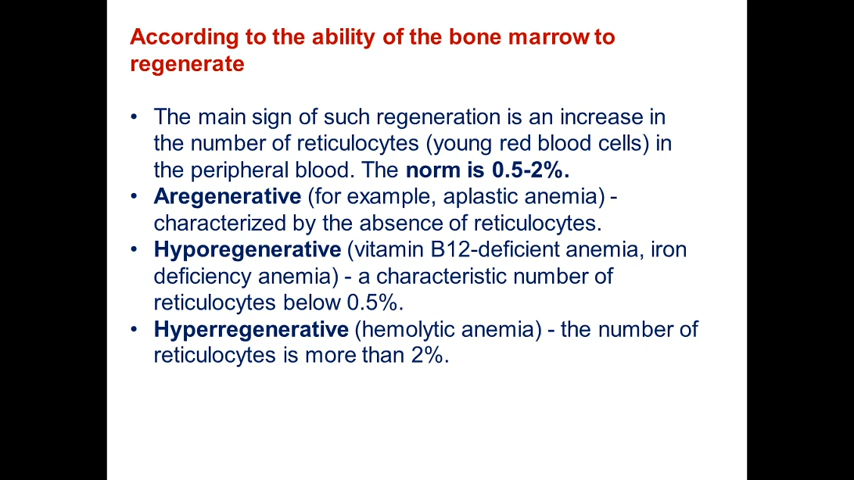 According to the ability of the bone marrow to
regenerate
• The main sign of such regeneration is an increase in
the number of reticulocytes (young red blood cells) in
the peripheral blood. The norm is 0.5-2%.
• Aregenerative (for example, aplastic anemia) -
characterized by the absence of reticulocytes.
• Hyporegenerative (vitamin B12-deficient anemia, iron
deficiency anemia) - a characteristic number of
reticulocytes below 0.5%.
• Hyperregenerative (hemolytic anemia) - the number of
reticulocytes is more than 2%.